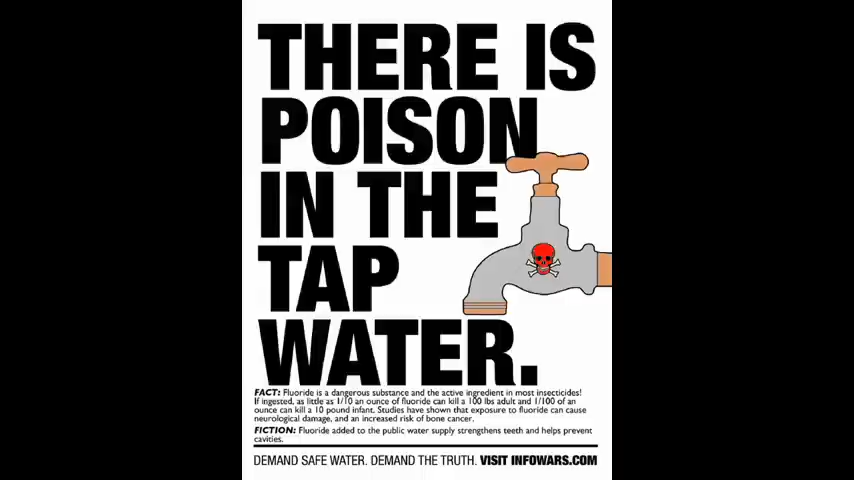 THERE IS
POISON
IN THE
TAP
WATER.
FACT: Fluoride is a dangerous substance and the active ingredient in most insecticides!
If ingested, as little as 1/10 an ounce of fluoride can kill a 100 lbs adult and 1/100 of an
ounce can kill a 10 pound infant. Studies have shown that exposure to fluoride can cause
neurological damage, and an increased risk of bone cancer.
FICTION: Fluoride added to the public water supply strengthens teeth and helps prevent
cavities.
DEMAND SAFE WATER. DEMAND THE TRUTH. VISIT INFOWARS.COM